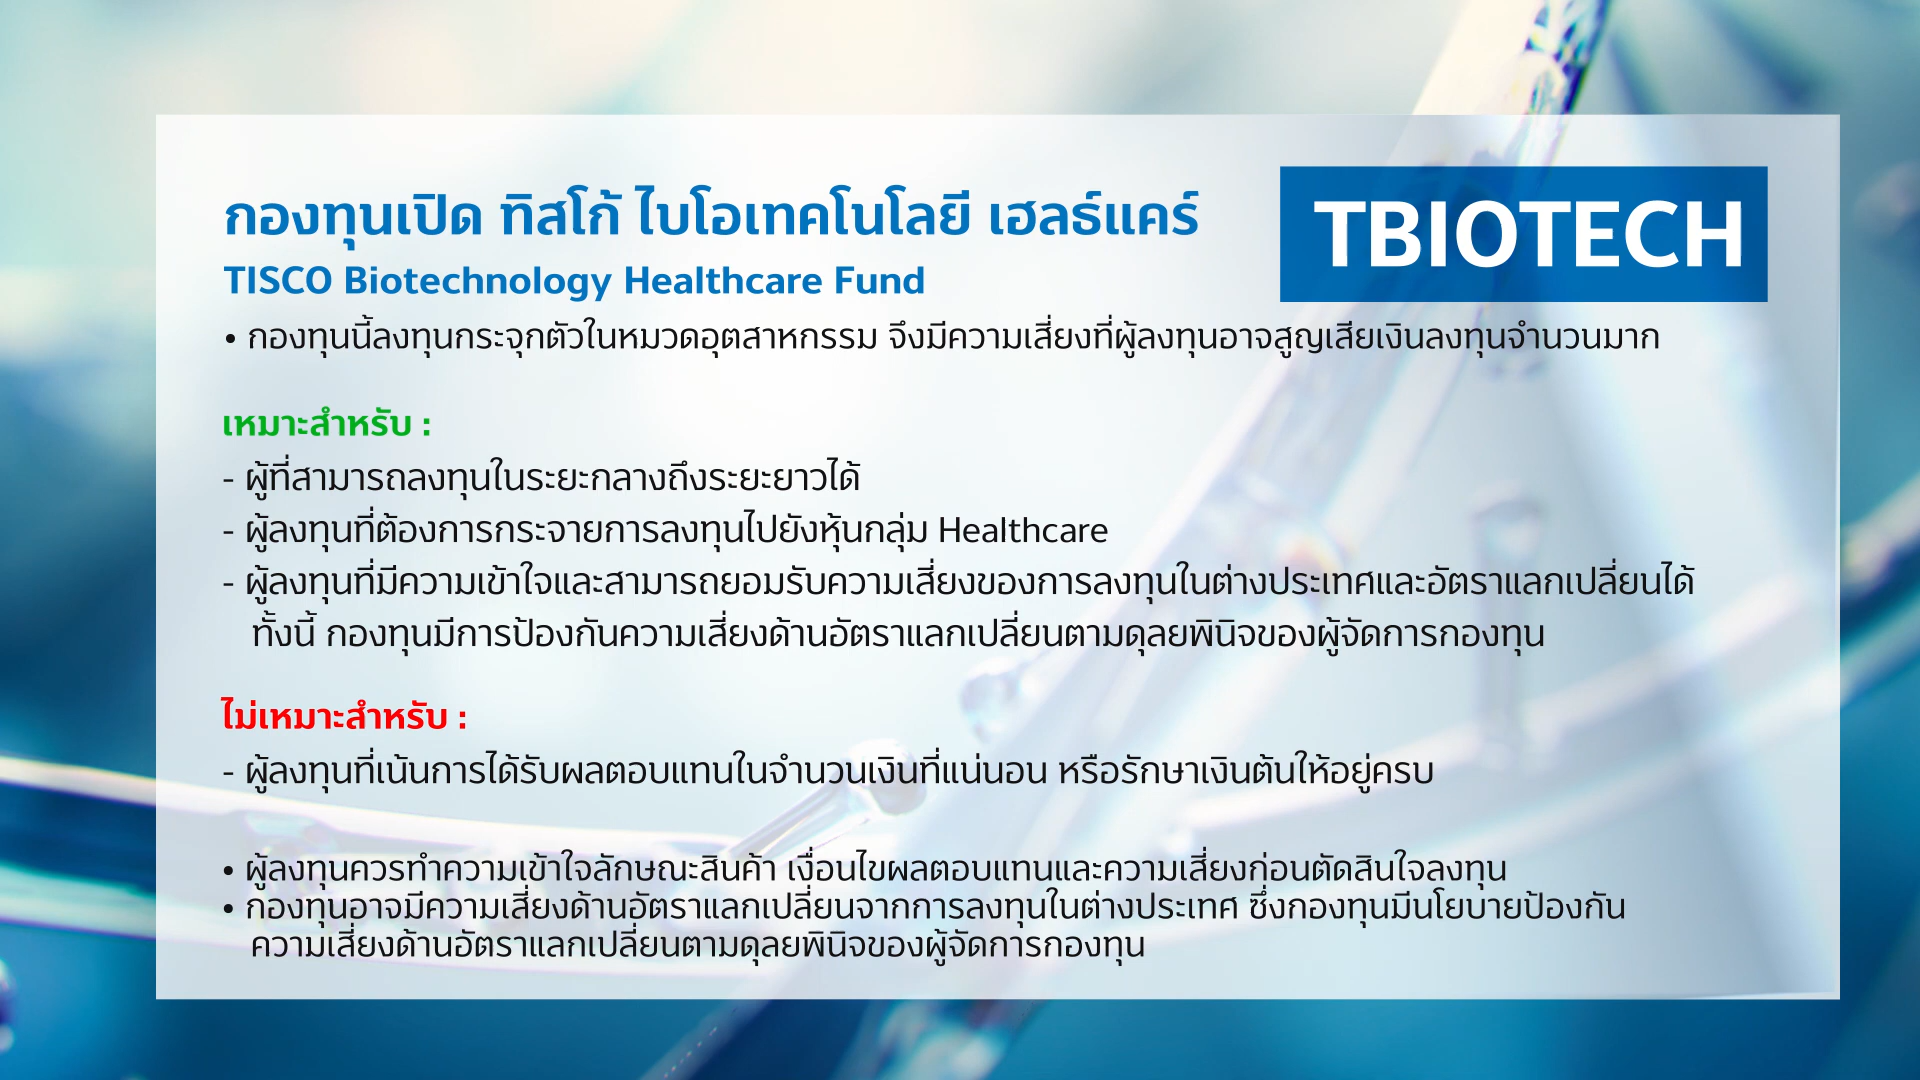 กองทุนเปิด ทิสโก้ ไบโอเทคโนโลยี เฮลธ์แคร์
TBIOTECH
TISCO Biotechnology Healthcare Fund
• กองทุนนี้ลงทุนกระจุกตัวในหมวดอุตสาหกรรม จึงมีความเสี่ยงที่ผู้ลงทุนอาจสูญเสียเงินลงทุนจำนวนมาก
เหมาะสำหรับ :
- ผู้ที่สามารถลงทุนในระยะกลางถึงระยะยาวได้
- ผู้ลงทุนที่ต้องการกระจายการลงทุนไปยังหุ้นกลุ่ม Healthcare
- ผู้ลงทุนที่มีความเข้าใจและสามารถยอมรับความเสี่ยงของการลงทุนในต่างประเทศและอัตราแลกเปลี่ยนได้
ทั้งนี้ กองทุนมีการป้องกันความเสี่ยงด้านอัตราแลกเปลี่ยนตามดุลยพินิจของผู้จัดการกองทุน
ไม่เหมาะสำหรับ :
- ผู้ลงทุนที่เน้นการได้รับผลตอบแทนในจำนวนเงินที่แน่นอน หรือรักษาเงินต้นให้อยู่ครบ
• ผู้ลงทุนควรทำความเข้าใจลักษณะสินค้า เงื่อนไขผลตอบแทนและความเสี่ยงก่อนตัดสินใจลงทุน
• กองทุนอาจมีความเสี่ยงด้านอัตราแลกเปลี่ยนจากการลงทุนในต่างประเทศ ซึ่งกองทุนมีนโยบายป้องกัน
ความเสี่ยงด้านอัตราแลกเปลี่ยนตามดุลยพินิจของผู้จัดการกองทุน